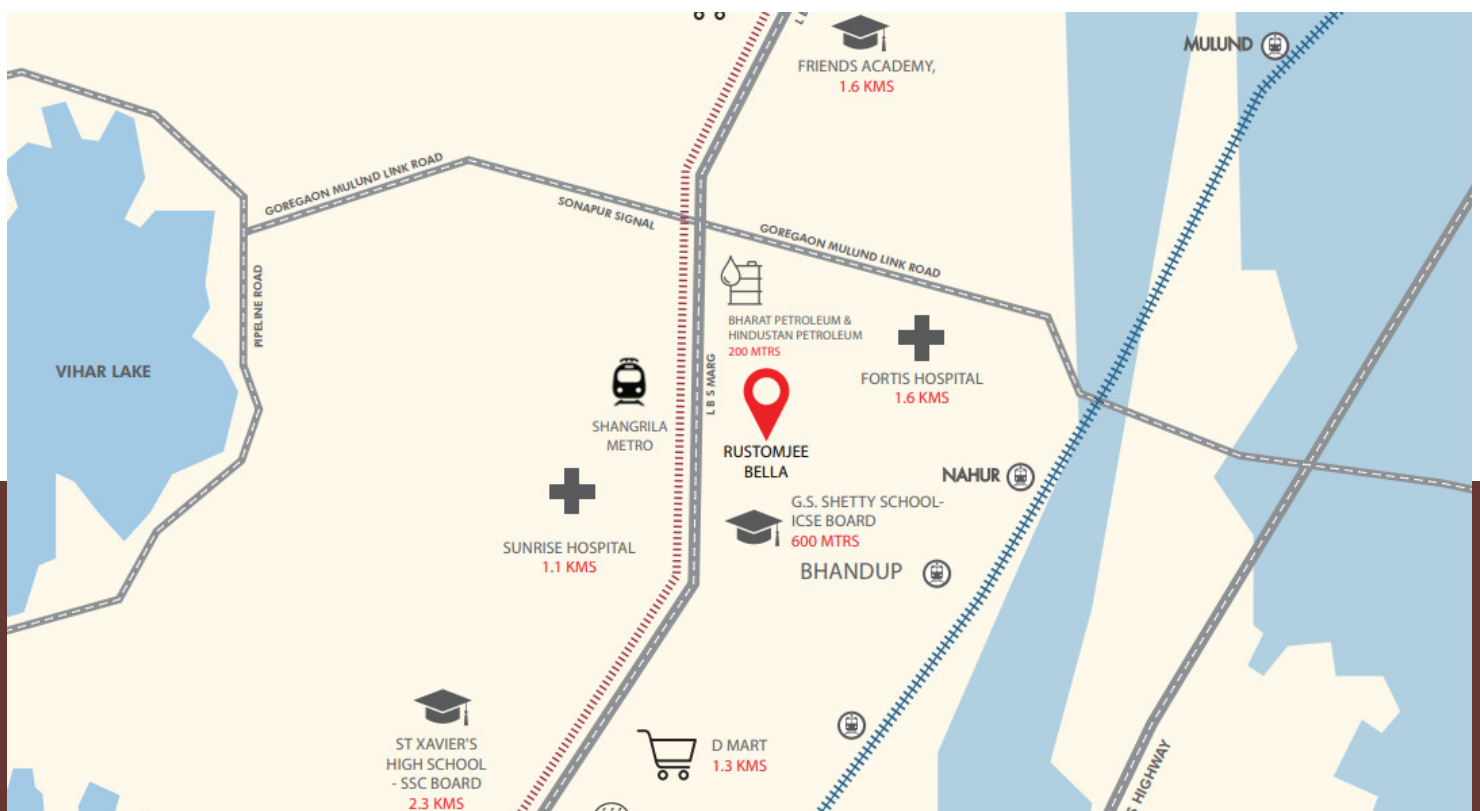 MULUND
FRIENDS ACADEMY,
1.6 KMS
GOREGAON MULUND LINK ROAD
SONAPUR SIGNAL
GOREGAON MULUND LINK ROAD
PIPELINE ROAD
BHARAT PETROLEUM &
HINDUSTAN PETROLEUM
200 MTRS
VIHAR LAKE
L B S MARG
FORTIS HOSPITAL
1.6 KMS
SHANGRILA
METRO
RUSTOMJEE
BELLA
NAHUR
G.S. SHETTY SCHOOL-
ICSE BOARD
600 MTRS
SUNRISE HOSPITAL
1.1 KMS
BHANDUP
ST XAVIER'S
HIGH SCHOOL
- SSC BOARD
2.3 KMS
D MART
1.3 KMS
HIGHWAY